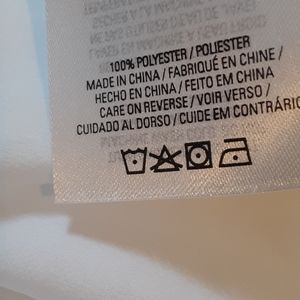 100% POLYESTER / POLIESTER
MADE IN CHINA / FABRIQUÉ EN CHINE /
HECHO EN CHINA / FEITO EM CHINA
CARE ON REVERSE / VOIR VERSO /
CUIDADO AL DORSO / CUIDE EM CONTRÁRIO